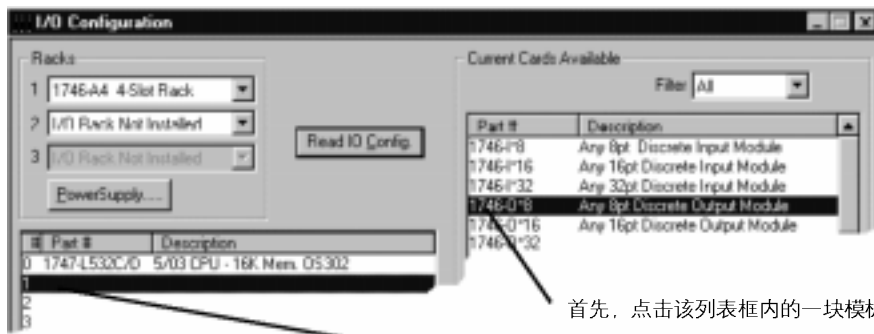 I/O Configuration
Racks
1 1746-A4 4-Slot Rack
2 I/O Rack Not Installed
3 I/O Rack Not Installed
PowerSupply.....
Read IO Config.
Current Cards Available
Filter All
Part # Description
1746-I*8 Any 8pt Discrete Input Module
1746-I*16 Any 16pt Discrete Input Module
1746-I*32 Any 32pt Discrete Input Module
1746-O*8 Any 8pt Discrete Output Module
1746-O*16 Any 16pt Discrete Output Module
1746-O*32
# Part # Description
0 1747-L532C/D 5/03 CPU - 16K Mem. OS302
1
2
3
首先，点击该列表框内的一块模